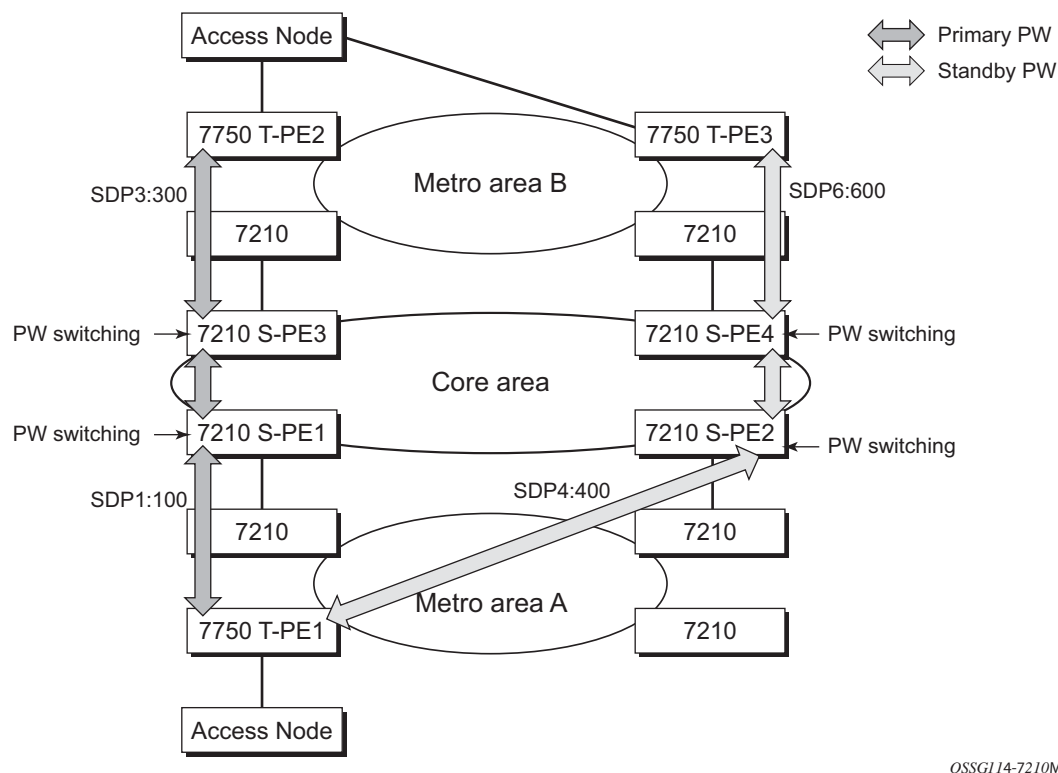 Access Node
Primary PW
Standby PW
7750 T-PE2
7750 T-PE3
Metro area B
SDP3:300
SDP6:600
7210
7210
PW switching
7210 S-PE3
7210 S-PE4
PW switching
Core area
PW switching
7210 S-PE1
7210 S-PE2
PW switching
SDP4:400
SDP1:100
7210
7210
Metro area A
7750 T-PE1
7210
Access Node
OSSG114-7210M